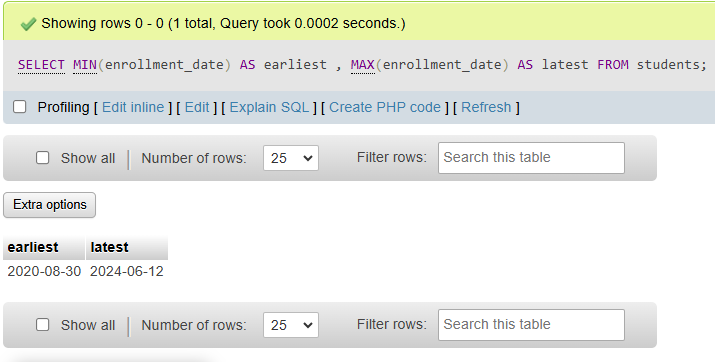 Showing rows 0 - 0 (1 total, Query took 0.0002 seconds.)
SELECT MIN(enrollment_date) AS earliest , MAX(enrollment_date) AS latest FROM students;
Profiling [ Edit inline ] [ Edit ] [ Explain SQL ] [ Create PHP code ] [ Refresh ]
Show all | Number of rows: 25 Filter rows: Search this table
Extra options
earliest latest
2020-08-30 2024-06-12
Show all | Number of rows: 25 Filter rows: Search this table